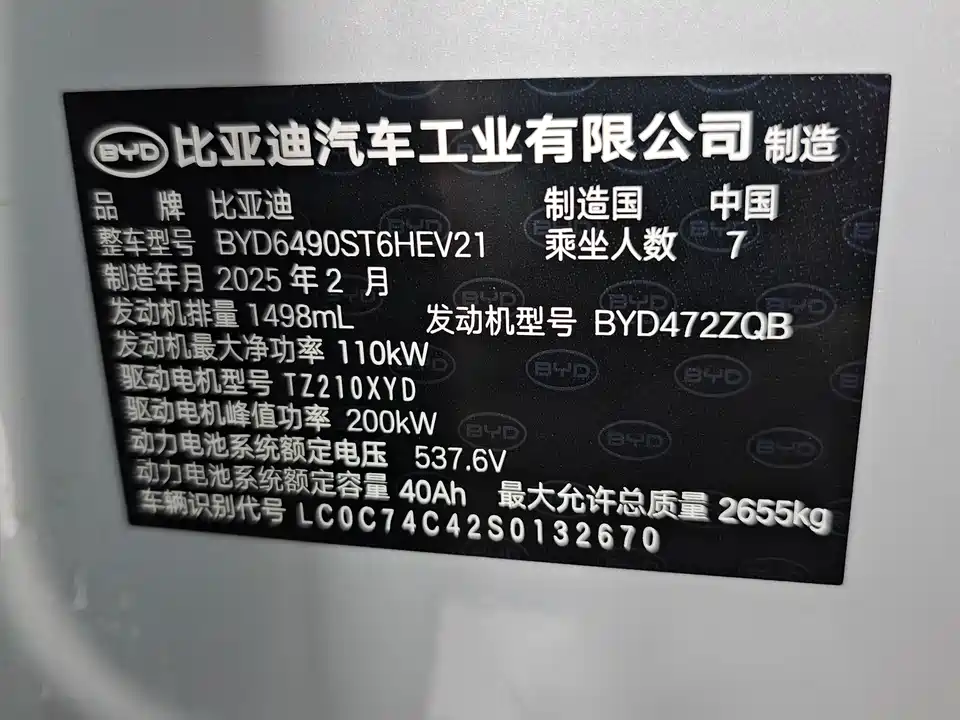 BYD 比亚迪汽车工业有限公司 制造
品 牌 比亚迪 制造国 中国
整车型号 BYD6490ST6HEV21 乘坐人数 7
制造年月 2025 年 2 月
发动机排量 1498mL 发动机型号 BYD472ZQB
发动机最大净功率 110kW
驱动电机型号 TZ210XYD
驱动电机峰值功率 200kW
动力电池系统额定电压 537.6V
动力电池系统额定容量 40Ah 最大允许总质量 2655kg
车辆识别代号 LC0C74C42S0132670